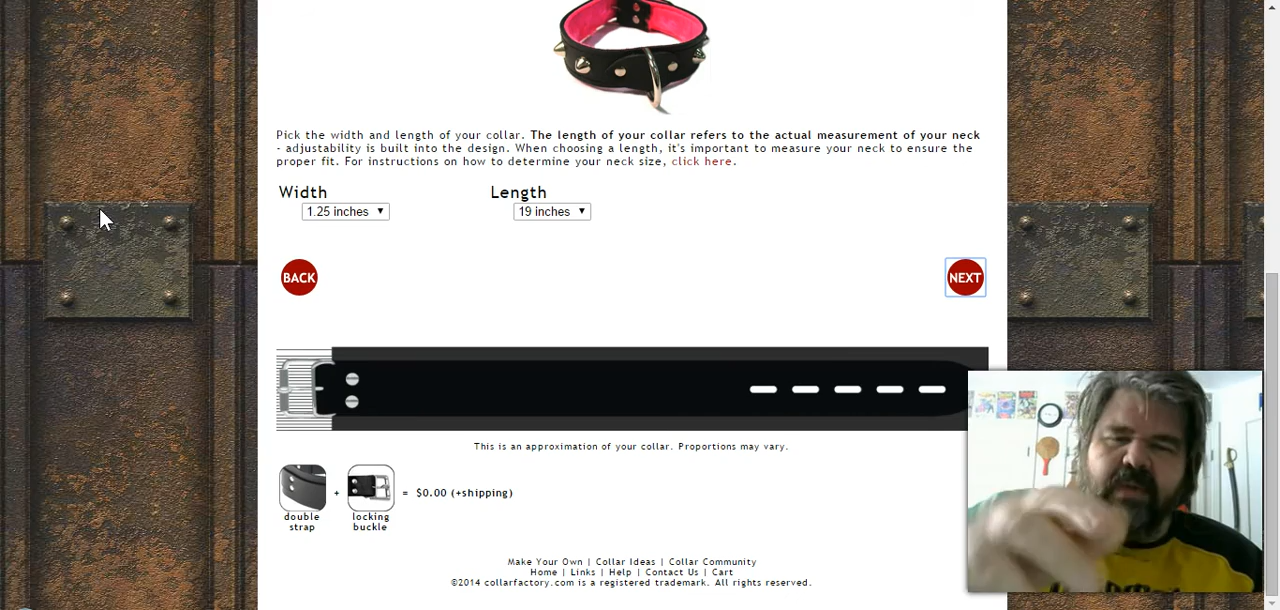 Pick the width and length of your collar. The length of your collar refers to the actual measurement of your neck
- adjustability is built into the design. When choosing a length, it's important to measure your neck to ensure the
proper fit. For instructions on how to determine your neck size, click here.
Width Length
1.25 inches 19 inches
BACK NEXT
This is an approximation of your collar. Proportions may vary.
+ = $0.00 (+shipping)
double locking
strap buckle
Make Your Own | Collar Ideas | Collar Community
Home | Links | Help | Contact Us | Cart
©2014 collarfactory.com is a registered trademark. All rights reserved.